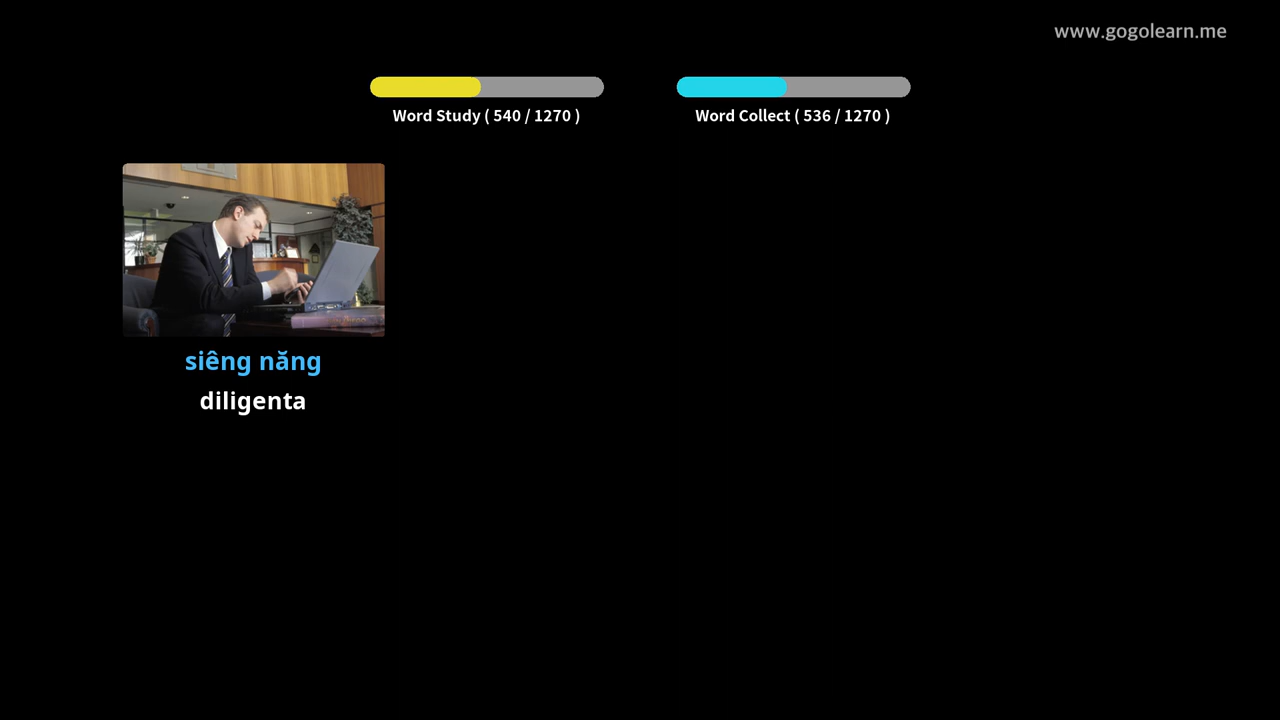 www.gogolearn.me
Word Study ( 540 / 1270 )
Word Collect ( 536 / 1270 )
siêng năng
diligenta